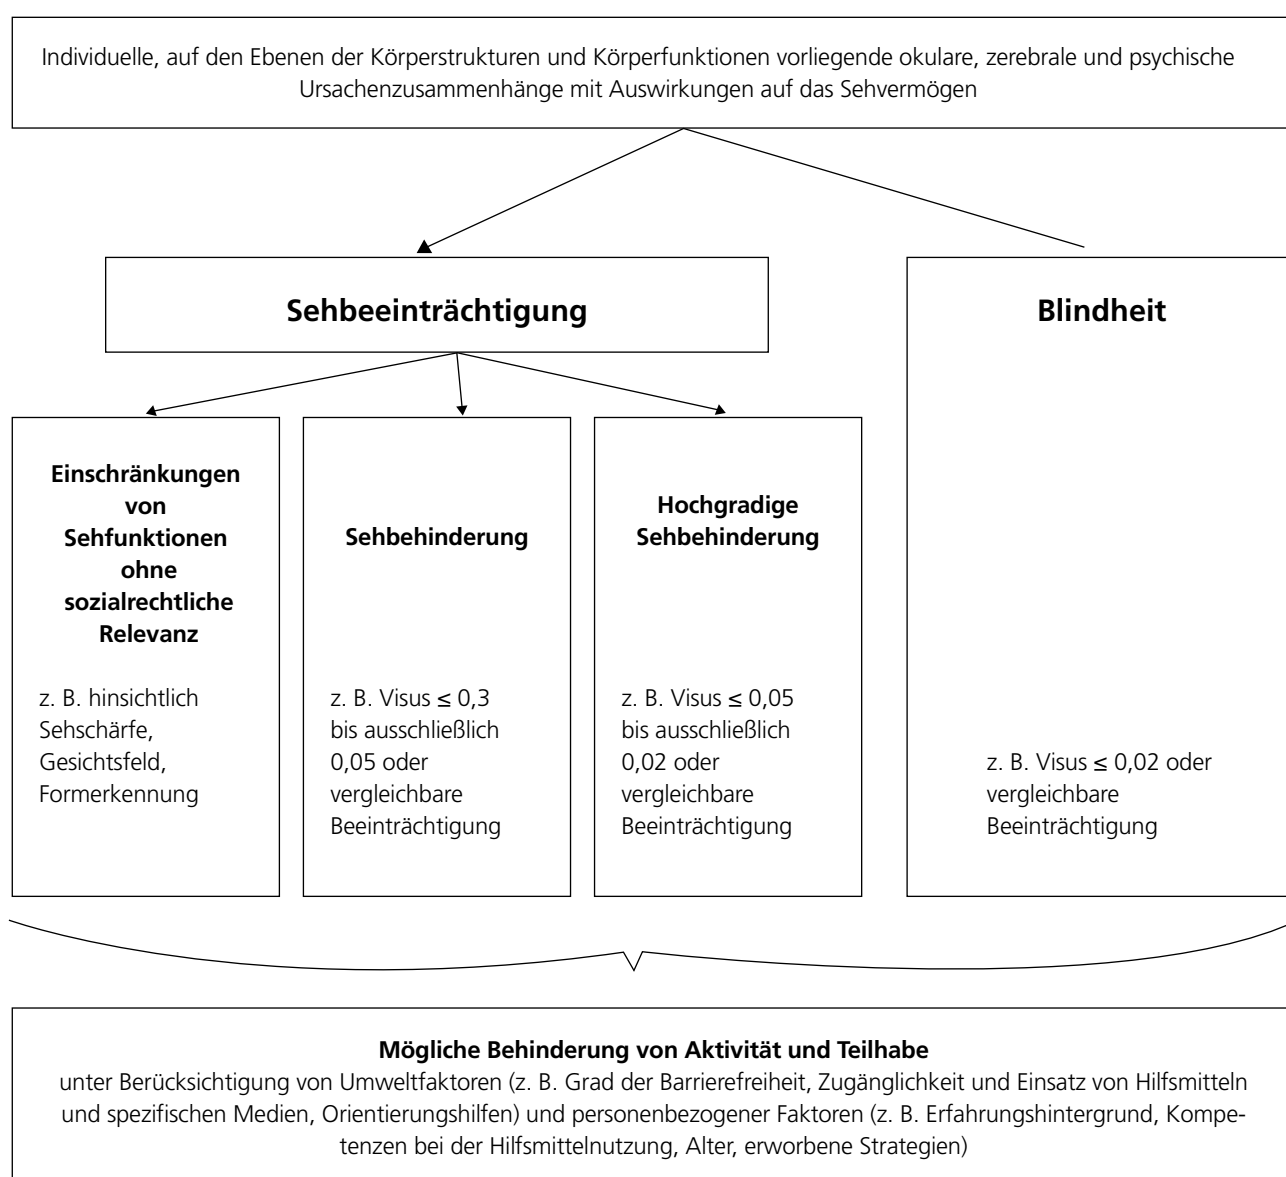 Individuelle, auf den Ebenen der Körperstrukturen und Körperfunktionen vorliegende okulare, zerebrale und psychische
Ursachenzusammenhänge mit Auswirkungen auf das Sehvermögen
Sehbeeinträchtigung
Blindheit
Einschränkungen
von
Sehfunktionen
ohne
sozialrechtliche
Relevanz
z. B. hinsichtlich
Sehschärfe,
Gesichtsfeld,
Formerkennung
Sehbehinderung
z. B. Visus ≤ 0,3
bis ausschließlich
0,05 oder
vergleichbare
Beeinträchtigung
Hochgradige
Sehbehinderung
z. B. Visus ≤ 0,05
bis ausschließlich
0,02 oder
vergleichbare
Beeinträchtigung
z. B. Visus ≤ 0,02 oder
vergleichbare
Beeinträchtigung
Mögliche Behinderung von Aktivität und Teilhabe
unter Berücksichtigung von Umweltfaktoren (z. B. Grad der Barrierefreiheit, Zugänglichkeit und Einsatz von Hilfsmitteln
und spezifischen Medien, Orientierungshilfen) und personenbezogener Faktoren (z. B. Erfahrungshintergrund, Kompe-
tenzen bei der Hilfsmittelnutzung, Alter, erworbene Strategien)